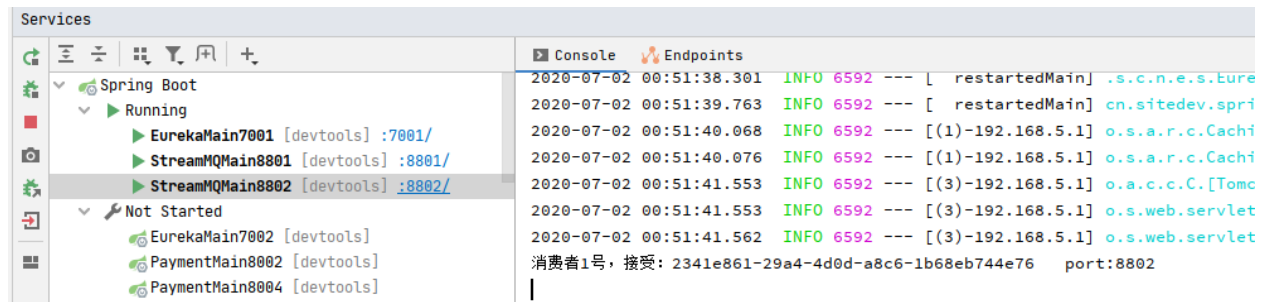 Services
Spring Boot
Running
EurekaMain7001 [devtools] :7001/
StreamMQMain8801 [devtools] :8801/
StreamMQMain8802 [devtools] :8802/
Not Started
EurekaMain7002 [devtools]
PaymentMain8002 [devtools]
PaymentMain8004 [devtools]
Console Endpoints
2020-07-02 00:51:38.301 INFO 6592 --- [ restartedMain] .s.c.n.e.s.Eure
2020-07-02 00:51:39.763 INFO 6592 --- [ restartedMain] cn.sitedev.spri
2020-07-02 00:51:40.068 INFO 6592 --- [(1)-192.168.5.1] o.s.a.r.c.Cachi
2020-07-02 00:51:40.076 INFO 6592 --- [(1)-192.168.5.1] o.s.a.r.c.Cachi
2020-07-02 00:51:41.553 INFO 6592 --- [(3)-192.168.5.1] o.a.c.c.C.[Tomc
2020-07-02 00:51:41.553 INFO 6592 --- [(3)-192.168.5.1] o.s.web.servlet
2020-07-02 00:51:41.562 INFO 6592 --- [(3)-192.168.5.1] o.s.web.servlet
消费者1号，接受：2341e861-29a4-4d0d-a8c6-1b68eb744e76 port:8802